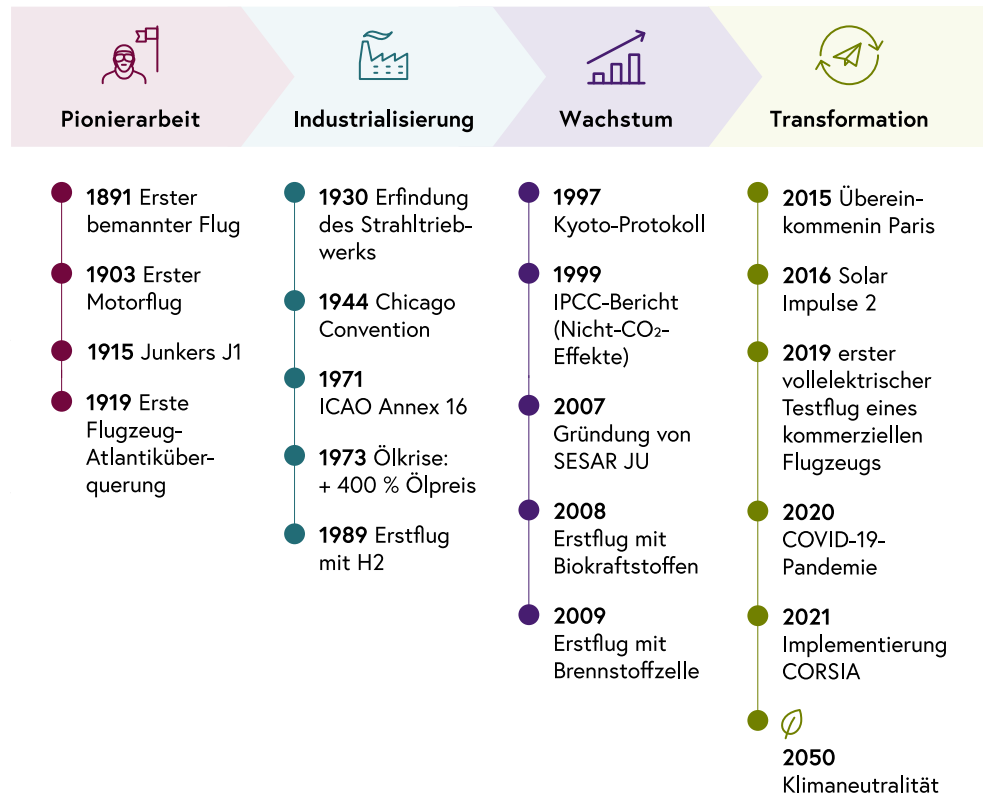 Pionierarbeit
Industrialisierung
Wachstum
Transformation
1891 Erster
bemannter Flug
1903 Erster
Motorflug
1915 Junkers J1
1919 Erste
Flugzeug-
Atlantiküber-
querung
1930 Erfindung
des Strahltrieb-
werks
1944 Chicago
Convention
1971
ICAO Annex 16
1973 Ölkrise:
+ 400 % Ölpreis
1989 Erstflug
mit H2
1997
Kyoto-Protokoll
1999
IPCC-Bericht
(Nicht-CO₂-
Effekte)
2007
Gründung von
SESAR JU
2008
Erstflug mit
Biokraftstoffen
2009
Erstflug mit
Brennstoffzelle
2015 Überein-
kommenin Paris
2016 Solar
Impulse 2
2019 erster
vollelektrischer
Testflug eines
kommerziellen
Flugzeugs
2020
COVID-19-
Pandemie
2021
Implementierung
CORSIA
2050
Klimaneutralität